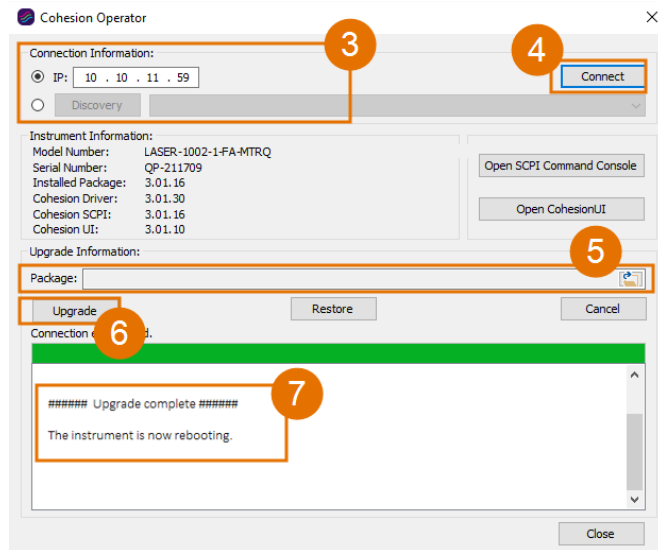 Cohesion Operator
3
4
Connection Information:
IP: 10 . 10 . 11 . 59
Connect
Discovery
Instrument Information:
Model Number: LASER-1002-1-FA-MTRQ
Serial Number: QP-211709
Installed Package: 3.01.16
Cohesion Driver: 3.01.30
Cohesion SCPI: 3.01.16
Cohesion UI: 3.01.10
Open SCPI Command Console
Open CohesionUI
Upgrade Information:
5
Package:
Upgrade
Restore
Cancel
6
Connection
7
###### Upgrade complete ######
The instrument is now rebooting.
Close